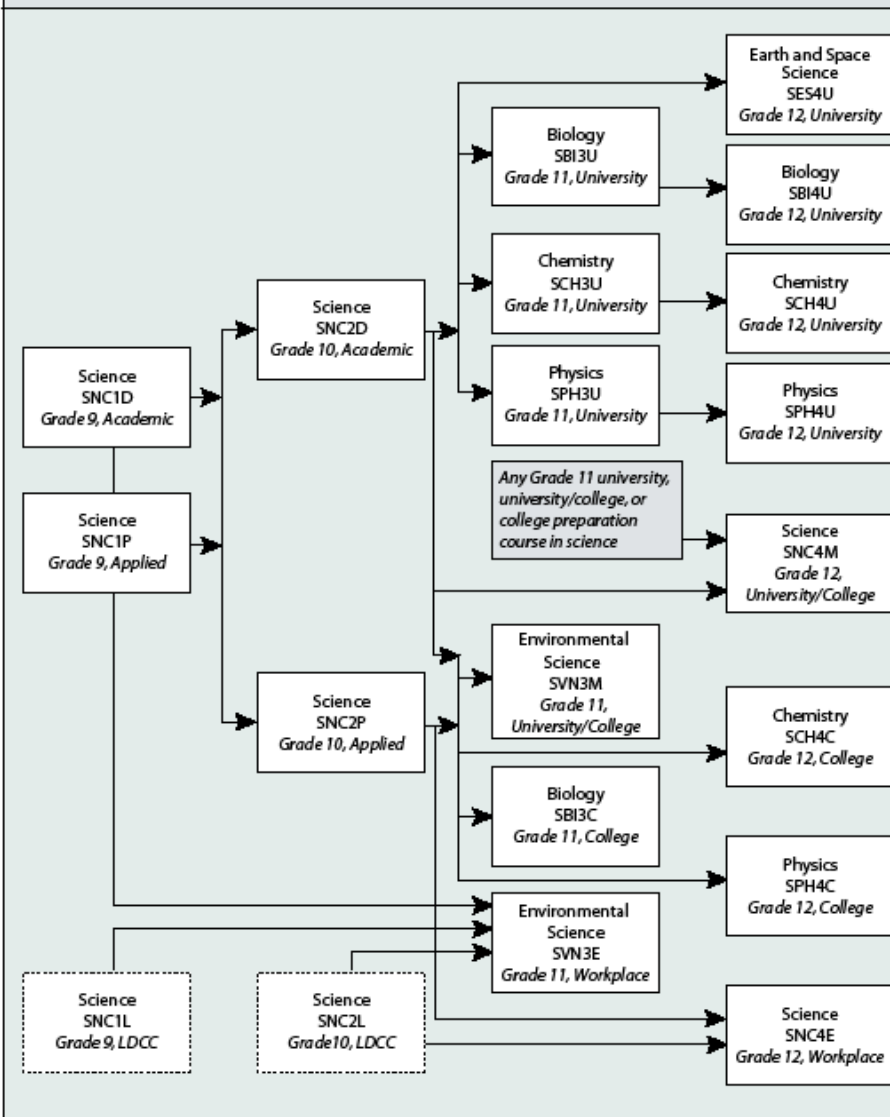 Earth and Space
Science
SES4U
Grade 12, University
Biology
SBI3U
Grade 11, University
Biology
SBI4U
Grade 12, University
Chemistry
SCH3U
Grade 11, University
Chemistry
SCH4U
Grade 12, University
Science
SNC2D
Grade 10, Academic
Science
SNC1D
Grade 9, Academic
Physics
SPH3U
Grade 11, University
Physics
SPH4U
Grade 12, University
Any Grade 11 university,
university/college, or
college preparation
course in science
Science
SNC1P
Grade 9, Applied
Science
SNC4M
Grade 12,
University/College
Environmental
Science
SVN3M
Grade 11,
University/College
Science
SNC2P
Grade 10, Applied
Chemistry
SCH4C
Grade 12, College
Biology
SBI3C
Grade 11, College
Physics
SPH4C
Grade 12, College
Environmental
Science
SVN3E
Grade 11, Workplace
Science
SNC1L
Grade 9, LDCC
Science
SNC2L
Grade10, LDCC
Science
SNC4E
Grade 12, Workplace